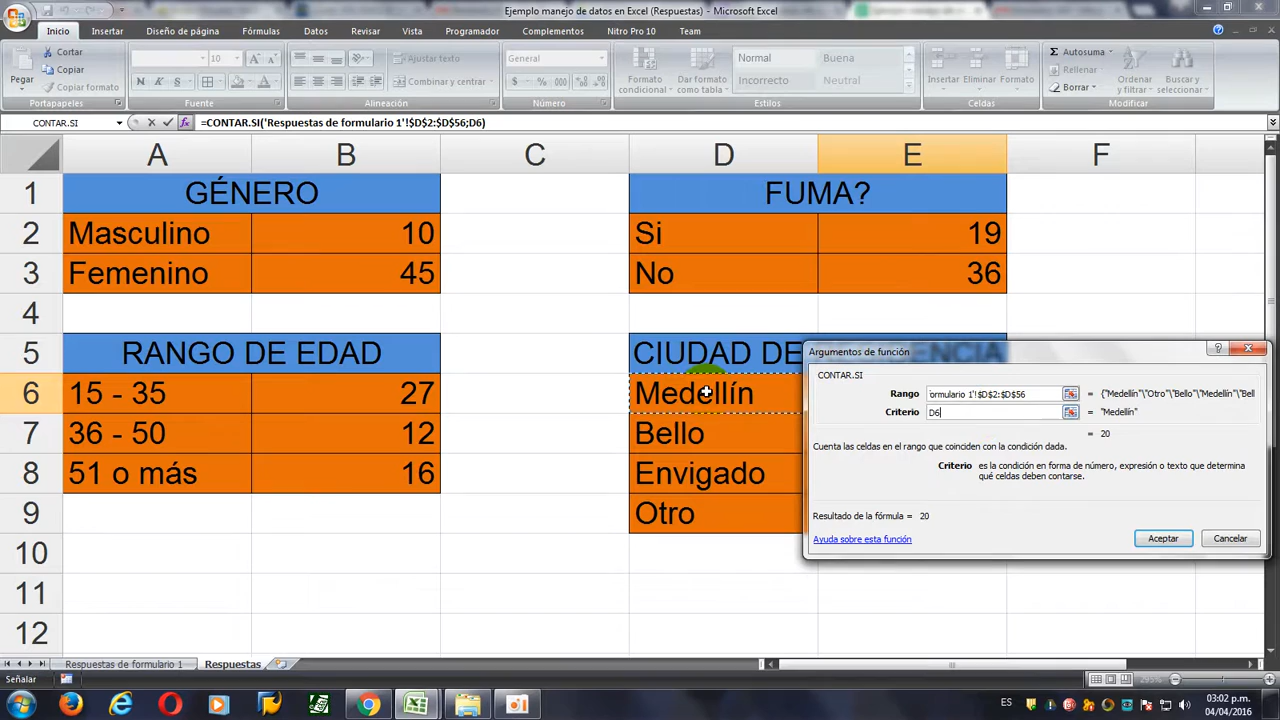 Ejemplo manejo de datos en Excel (Respuestas) - Microsoft Excel
Inicio Insertar Diseño de página Fórmulas Datos Revisar Vista Programador Complementos Nitro Pro 10 Team
Pegar
Cortar
Copiar
Copiar formato
Portapapeles
10
N K S
Fuente
Ajustar texto
Combinar y centrar
Alineación
General
Número
Formato condicional
Dar formato como tabla
Normal Buena
Incorrecto Neutral
Estilos
Insertar Eliminar Formato
Celdas
Autosuma
Rellenar
Borrar
Ordenar y filtrar
Buscar y seleccionar
Modificar
CONTAR.SI =CONTAR.SI('Respuestas de formulario 1'!$D$2:$D$56;D6)
A B C D E F
1 GÉNERO FUMA?
2 Masculino 10 Si 19
3 Femenino 45 No 36
4
5 RANGO DE EDAD CIUDAD DE
6 15 - 35 27 Medellín
7 36 - 50 12 Bello
8 51 o más 16 Envigado
9 Otro
10
11
12
Argumentos de función
CONTAR.SI
Rango ormulario 1'!$D$2:$D$56 = {"Medellín"\"Otro"\"Bello"\"Medellín"\"Bell
Criterio D6 = "Medellín"
= 20
Cuenta las celdas en el rango que coinciden con la condición dada.
Criterio es la condición en forma de número, expresión o texto que determina
qué celdas deben contarse.
Resultado de la fórmula = 20
Ayuda sobre esta función
Aceptar Cancelar
Respuestas de formulario 1 Respuestas
Señalar 295%
ES 03:02 p.m.
04/04/2016